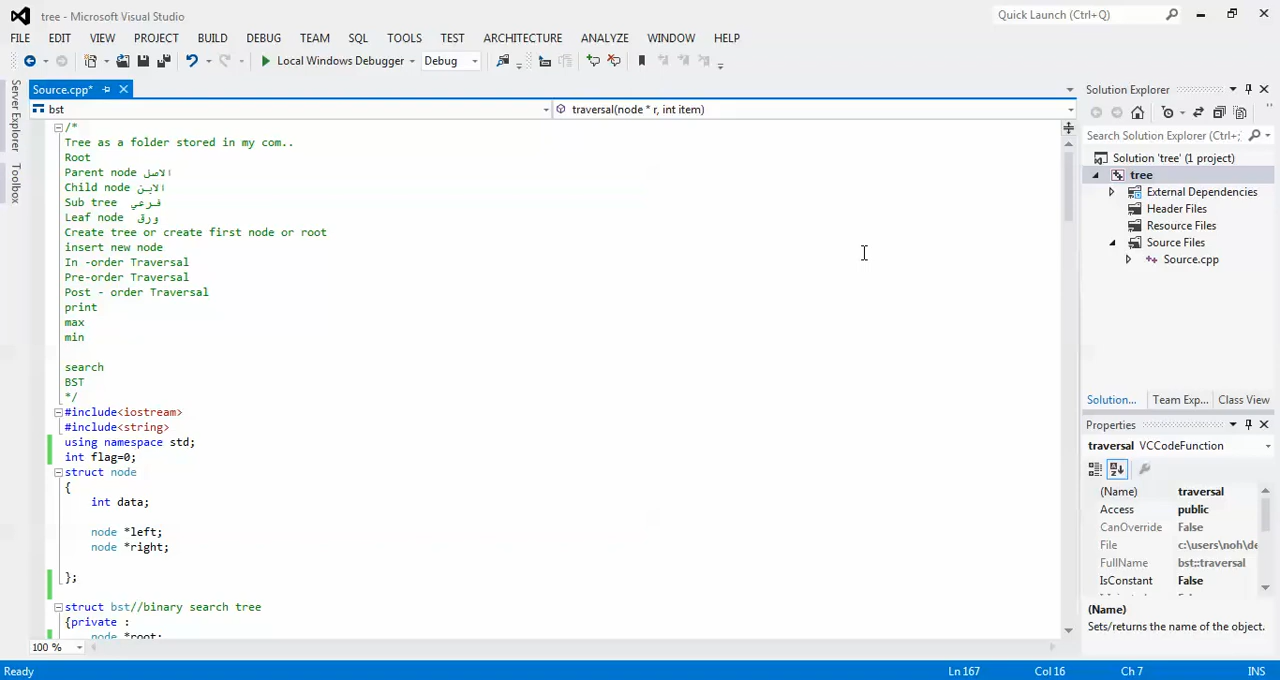 tree - Microsoft Visual Studio
Quick Launch (Ctrl+Q)
FILE EDIT VIEW PROJECT BUILD DEBUG TEAM SQL TOOLS TEST ARCHITECTURE ANALYZE WINDOW HELP
Local Windows Debugger Debug
Server Explorer
Toolbox
Source.cpp*
bst
traversal(node * r, int item)
/*
Tree as a folder stored in my com..
Root
Parent node الاصل
Child node الابن
Sub tree فرعي
Leaf node ورق
Create tree or create first node or root
insert new node
In -order Traversal
Pre-order Traversal
Post - order Traversal
print
max
min
search
BST
*/
#include<iostream>
#include<string>
using namespace std;
int flag=0;
struct node
{
int data;
node *left;
node *right;
};
struct bst//binary search tree
{private :
node *root;
100 %
Solution Explorer
Search Solution Explorer (Ctrl+;
Solution 'tree' (1 project)
tree
External Dependencies
Header Files
Resource Files
Source Files
Source.cpp
Solution... Team Exp... Class View
Properties
traversal VCCodeFunction
(Name) traversal
Access public
CanOverride False
File c:\users\noh\de
FullName bst::traversal
IsConstant False
(Name)
Sets/returns the name of the object.
Ready
Ln 167 Col 16 Ch 7 INS